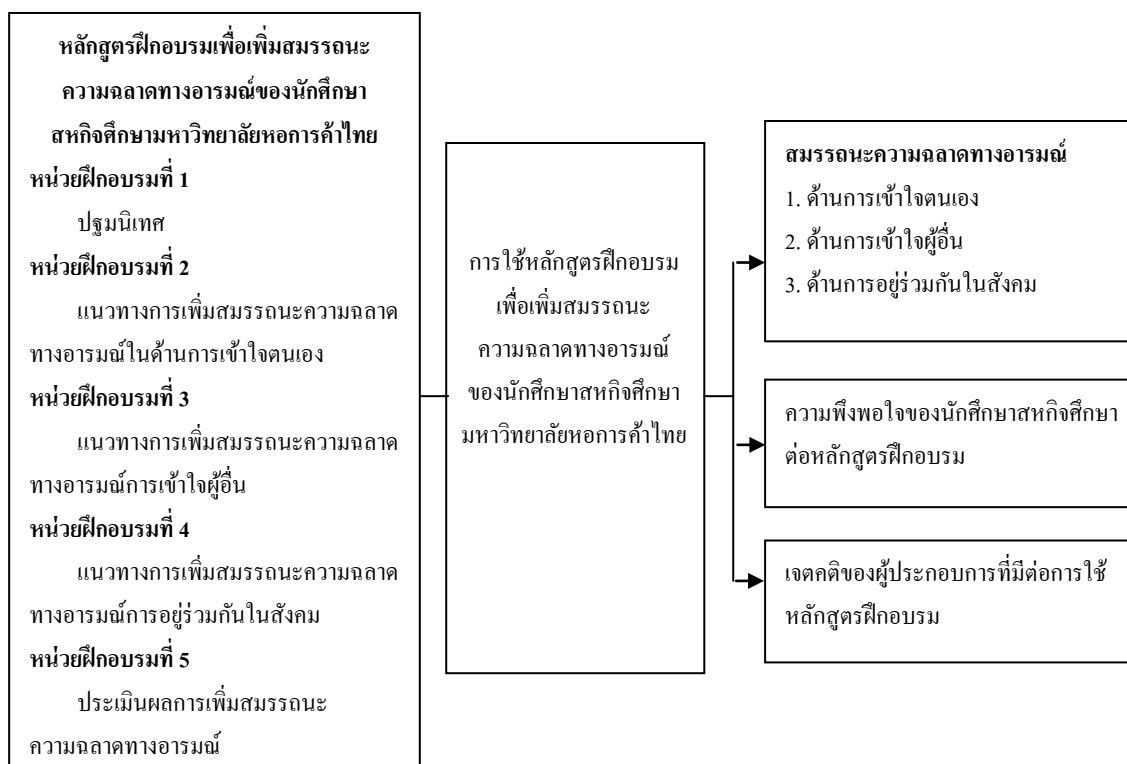 หลักสูตรฝึกอบรมเพื่อเพิ่มสมรรถนะ
ความฉลาดทางอารมณ์ของนักศึกษา
สหกิจศึกษามหาวิทยาลัยหอการค้าไทย
หน่วยฝึกอบรมที่ 1
ปฐมนิเทศ
หน่วยฝึกอบรมที่ 2
แนวทางการเพิ่มสมรรถนะความฉลาด
ทางอารมณ์ในด้านการเข้าใจตนเอง
หน่วยฝึกอบรมที่ 3
แนวทางการเพิ่มสมรรถนะความฉลาด
ทางอารมณ์การเข้าใจผู้อื่น
หน่วยฝึกอบรมที่ 4
แนวทางการเพิ่มสมรรถนะความฉลาด
ทางอารมณ์การอยู่ร่วมกันในสังคม
หน่วยฝึกอบรมที่ 5
ประเมินผลการเพิ่มสมรรถนะ
ความฉลาดทางอารมณ์
การใช้หลักสูตรฝึกอบรม
เพื่อเพิ่มสมรรถนะ
ความฉลาดทางอารมณ์
ของนักศึกษาสหกิจศึกษา
มหาวิทยาลัยหอการค้าไทย
สมรรถนะความฉลาดทางอารมณ์
1. ด้านการเข้าใจตนเอง
2. ด้านการเข้าใจผู้อื่น
3. ด้านการอยู่ร่วมกันในสังคม
ความพึงพอใจของนักศึกษาสหกิจศึกษา
ต่อหลักสูตรฝึกอบรม
เจตคติของผู้ประกอบการที่มีต่อการใช้
หลักสูตรฝึกอบรม